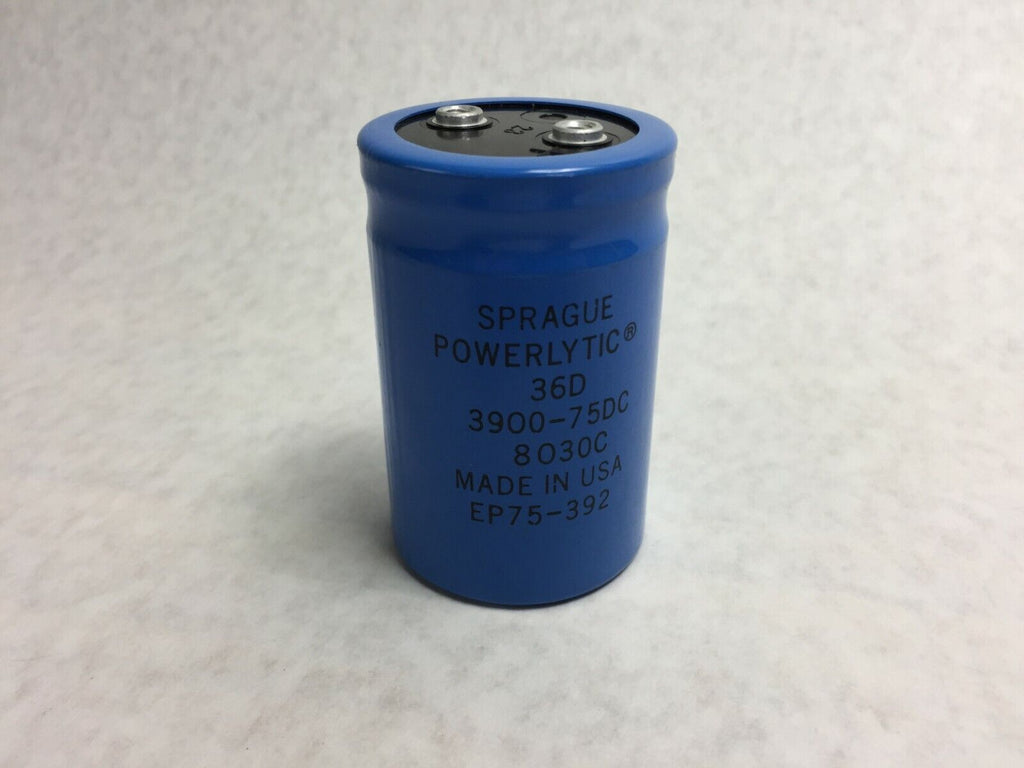 SPRAGUE
POWERLYTIC®
36D
3900-75DC
8030C
MADE IN USA
EP75-392